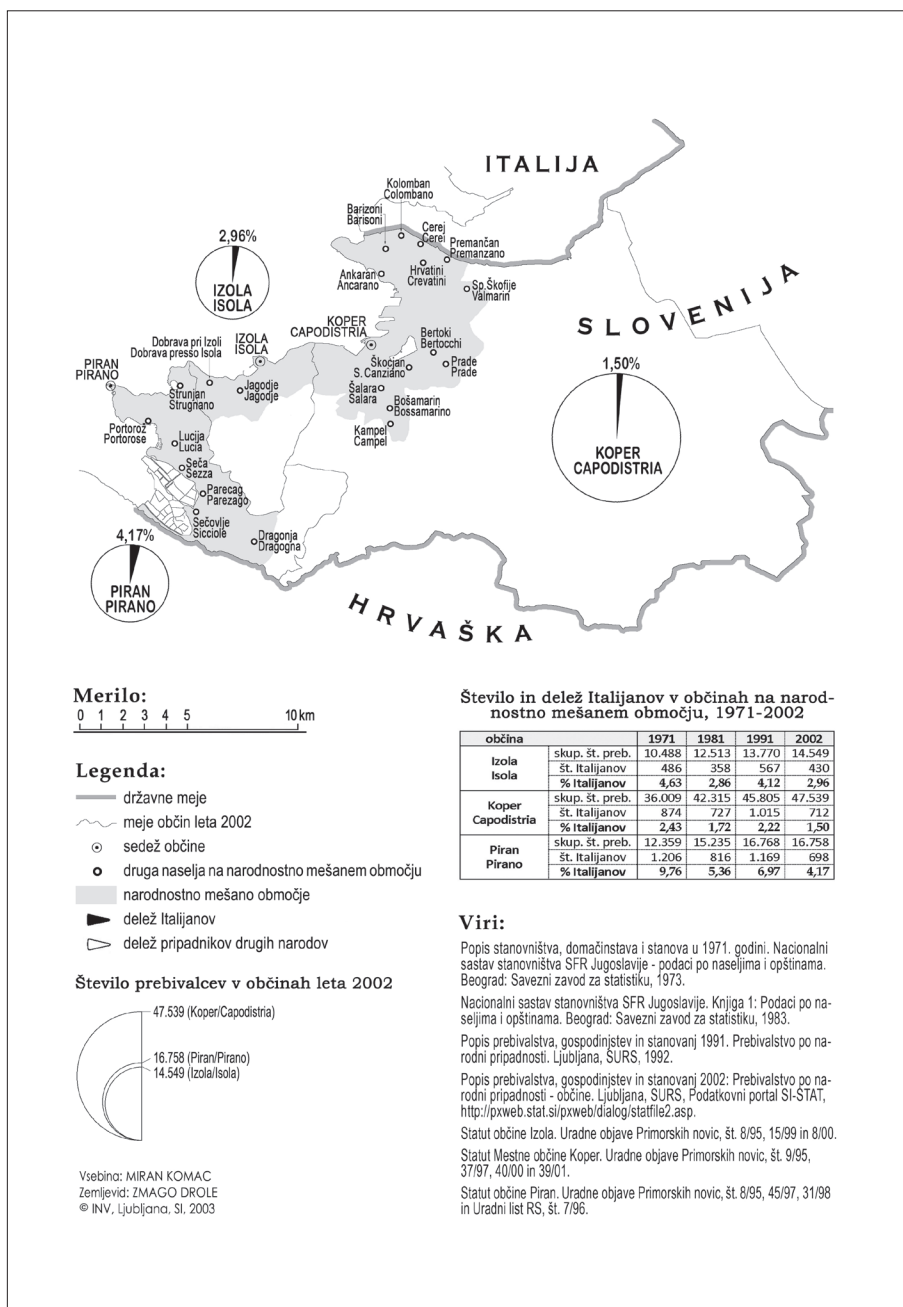 ITALIJA
Kolomban
Colombano
Barizoni
Barisoni
Cerej
Cerei
Premančan
Premanzano
2,96%
IZOLA
ISOLA
Ankaran
Ancarano
Hrvatini
Crevatini
Sp.Škofije
Valmarin
SLOVENIJA
KOPER
CAPODISTRIA
Dobrava pri Izoli
Dobrava presso Isola
IZOLA
ISOLA
Bertoki
Bertocchi
PIRAN
PIRANO
Škocjan
S. Canziano
Prade
Prade
1,50%
KOPER
CAPODISTRIA
Strunjan
Strugnano
Jagodje
Jagodje
Šalara
Salara
Bošamarin
Bossamarino
Portorož
Portorose
Kampel
Campel
Lucija
Lucia
Seča
Sezza
Parecag
Parezago
Sečovlje
Sicciole
Dragonja
Dragogna
4,17%
PIRAN
PIRANO
HRVAŠKA
Merilo:
0 1 2 3 4 5 10 km
Legenda:
državne meje
meje občin leta 2002
sedež občine
druga naselja na narodnostno mešanem območju
narodnostno mešano območje
delež Italijanov
delež pripadnikov drugih narodov
Število prebivalcev v občinah leta 2002
47.539 (Koper/Capodistria)
16.758 (Piran/Pirano)
14.549 (Izola/Isola)
Vsebina: MIRAN KOMAC
Zemljevid: ZMAGO DROLE
© INV, Ljubljana, SI, 2003
Število in delež Italijanov v občinah na narod-
nostno mešanem območju, 1971-2002
občina 1971 1981 1991 2002
Izola
Isola
skup. št. preb. 10.488 12.513 13.770 14.549
št. Italijanov 486 358 567 430
% Italijanov 4,63 2,86 4,12 2,96
Koper
Capodistria
skup. št. preb. 36.009 42.315 45.805 47.539
št. Italijanov 874 727 1.015 712
% Italijanov 2,43 1,72 2,22 1,50
Piran
Pirano
skup. št. preb. 12.359 15.235 16.768 16.758
št. Italijanov 1.206 816 1.169 698
% Italijanov 9,76 5,36 6,97 4,17
Viri:
Popis stanovništva, domačinstava i stanova u 1971. godini. Nacionalni
sastav stanovništva SFR Jugoslavije - podaci po naseljima i opštinama.
Beograd: Savezni zavod za statistiku, 1973.
Nacionalni sastav stanovništva SFR Jugoslavije. Knjiga 1: Podaci po na-
seljima i opštinama. Beograd: Savezni zavod za statistiku, 1983.
Popis prebivalstva, gospodinjstev in stanovanj 1991. Prebivalstvo po na-
rodni pripadnosti. Ljubljana, SURS, 1992.
Popis prebivalstva, gospodinjstev in stanovanj 2002: Prebivalstvo po na-
rodni pripadnosti - občine. Ljubljana, SURS, Podatkovni portal SI-STAT,
http://pxweb.stat.si/pxweb/dialog/statfile2.asp.
Statut občine Izola. Uradne objave Primorskih novic, št. 8/95, 15/99 in 8/00.
Statut Mestne občine Koper. Uradne objave Primorskih novic, št. 9/95,
37/97, 40/00 in 39/01.
Statut občine Piran. Uradne objave Primorskih novic, št. 8/95, 45/97, 31/98
in Uradni list RS, št. 7/96.